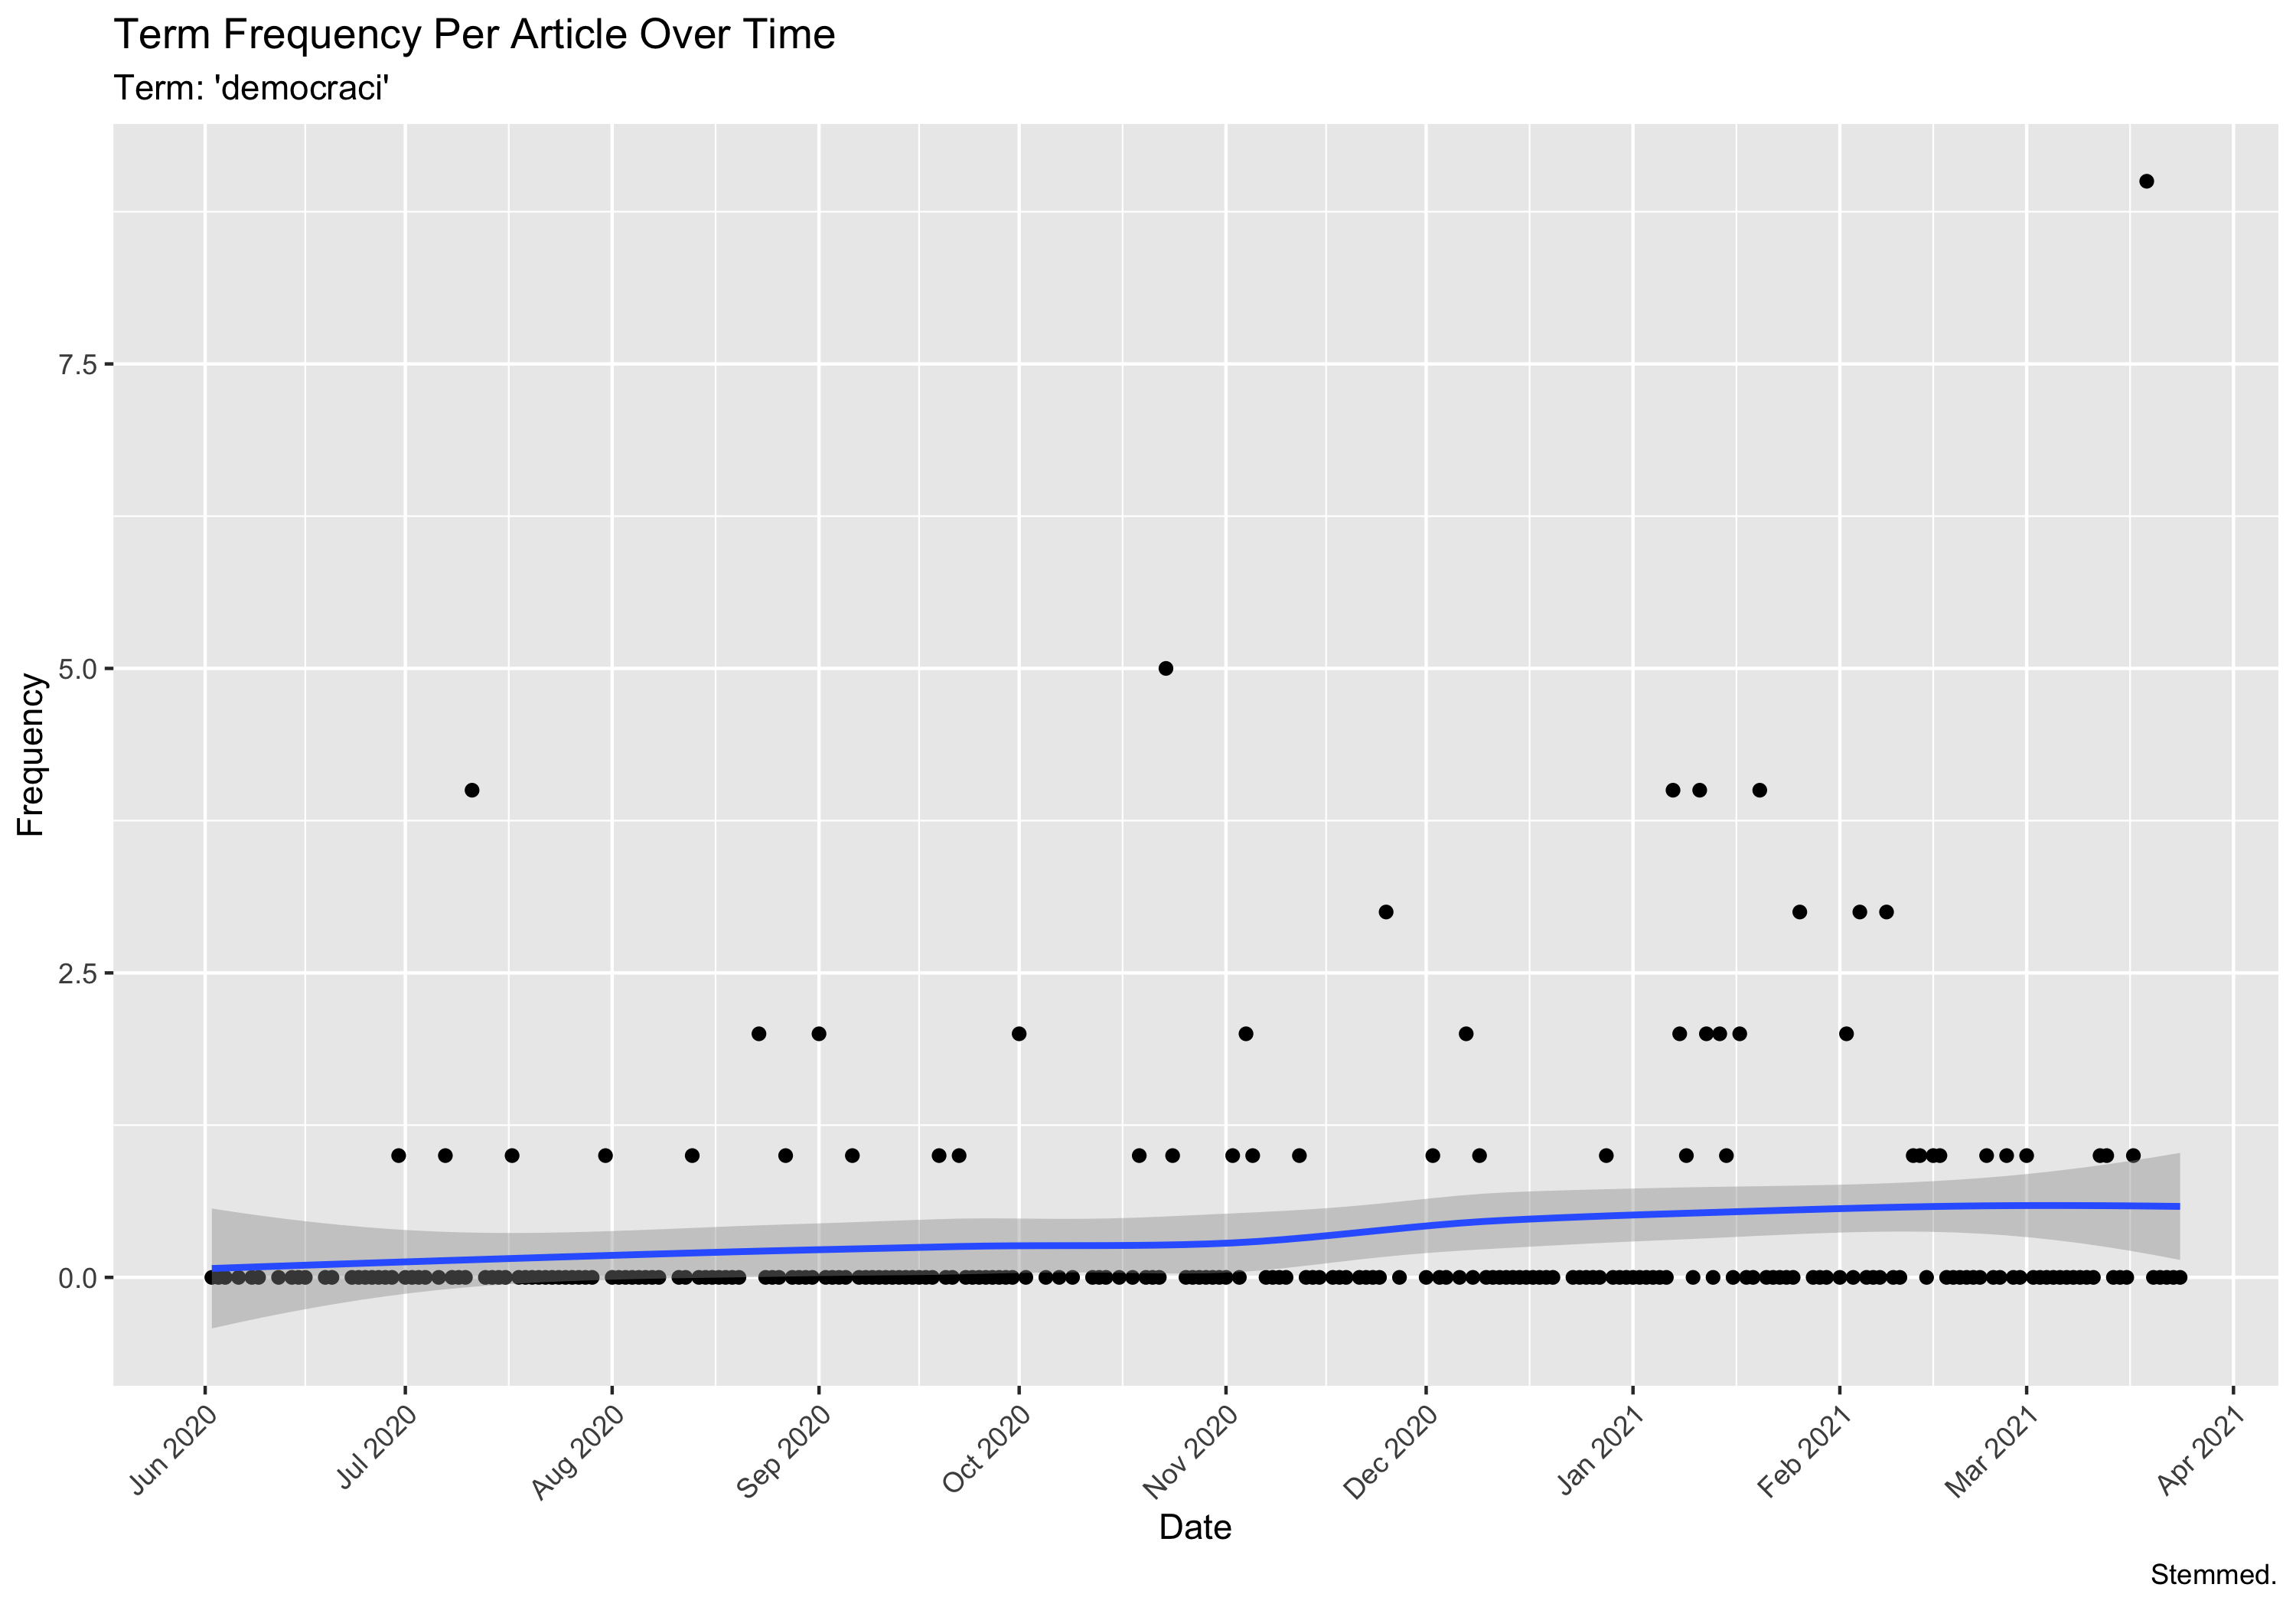 Term Frequency Per Article Over Time
Term: 'democraci'
Frequency
7.5
5.0
2.5
0.0
Jun 2020
Jul 2020
Aug 2020
Sep 2020
Oct 2020
Nov 2020
Dec 2020
Jan 2021
Feb 2021
Mar 2021
Apr 2021
Date
Stemmed.